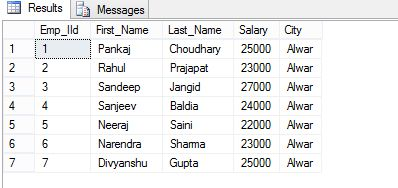 Results Messages
Emp_IId First_Name Last_Name Salary City
1 1 Pankaj Choudhary 25000 Alwar
2 2 Rahul Prajapat 23000 Alwar
3 3 Sandeep Jangid 27000 Alwar
4 4 Sanjeev Baldia 24000 Alwar
5 5 Neeraj Saini 22000 Alwar
6 6 Narendra Sharma 23000 Alwar
7 7 Divyanshu Gupta 25000 Alwar